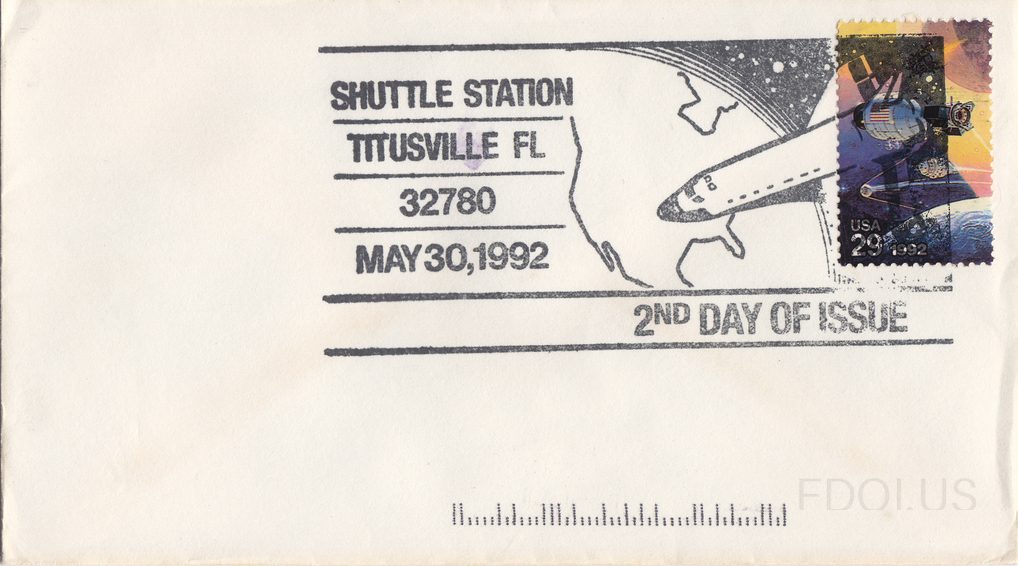 SHUTTLE STATION
TITUSVILLE FL
32780
MAY 30, 1992
2ND DAY OF ISSUE
USA
29 1992
FDOI.US